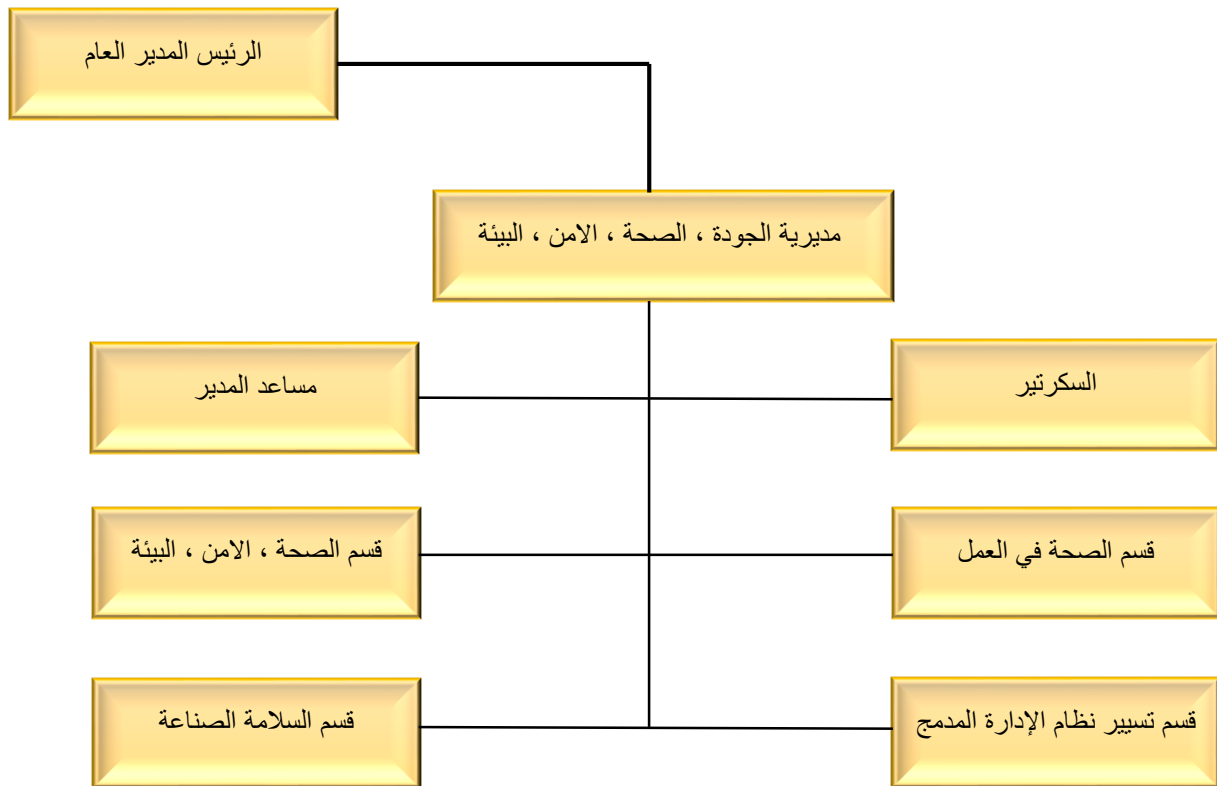 الرئيس المدير العام
مديرية الجودة ، الصحة ، الامن ، البيئة
السكرتير
مساعد المدير
قسم الصحة في العمل
قسم الصحة ، الامن ، البيئة
قسم تسيير نظام الإدارة المدمج
قسم السلامة الصناعة